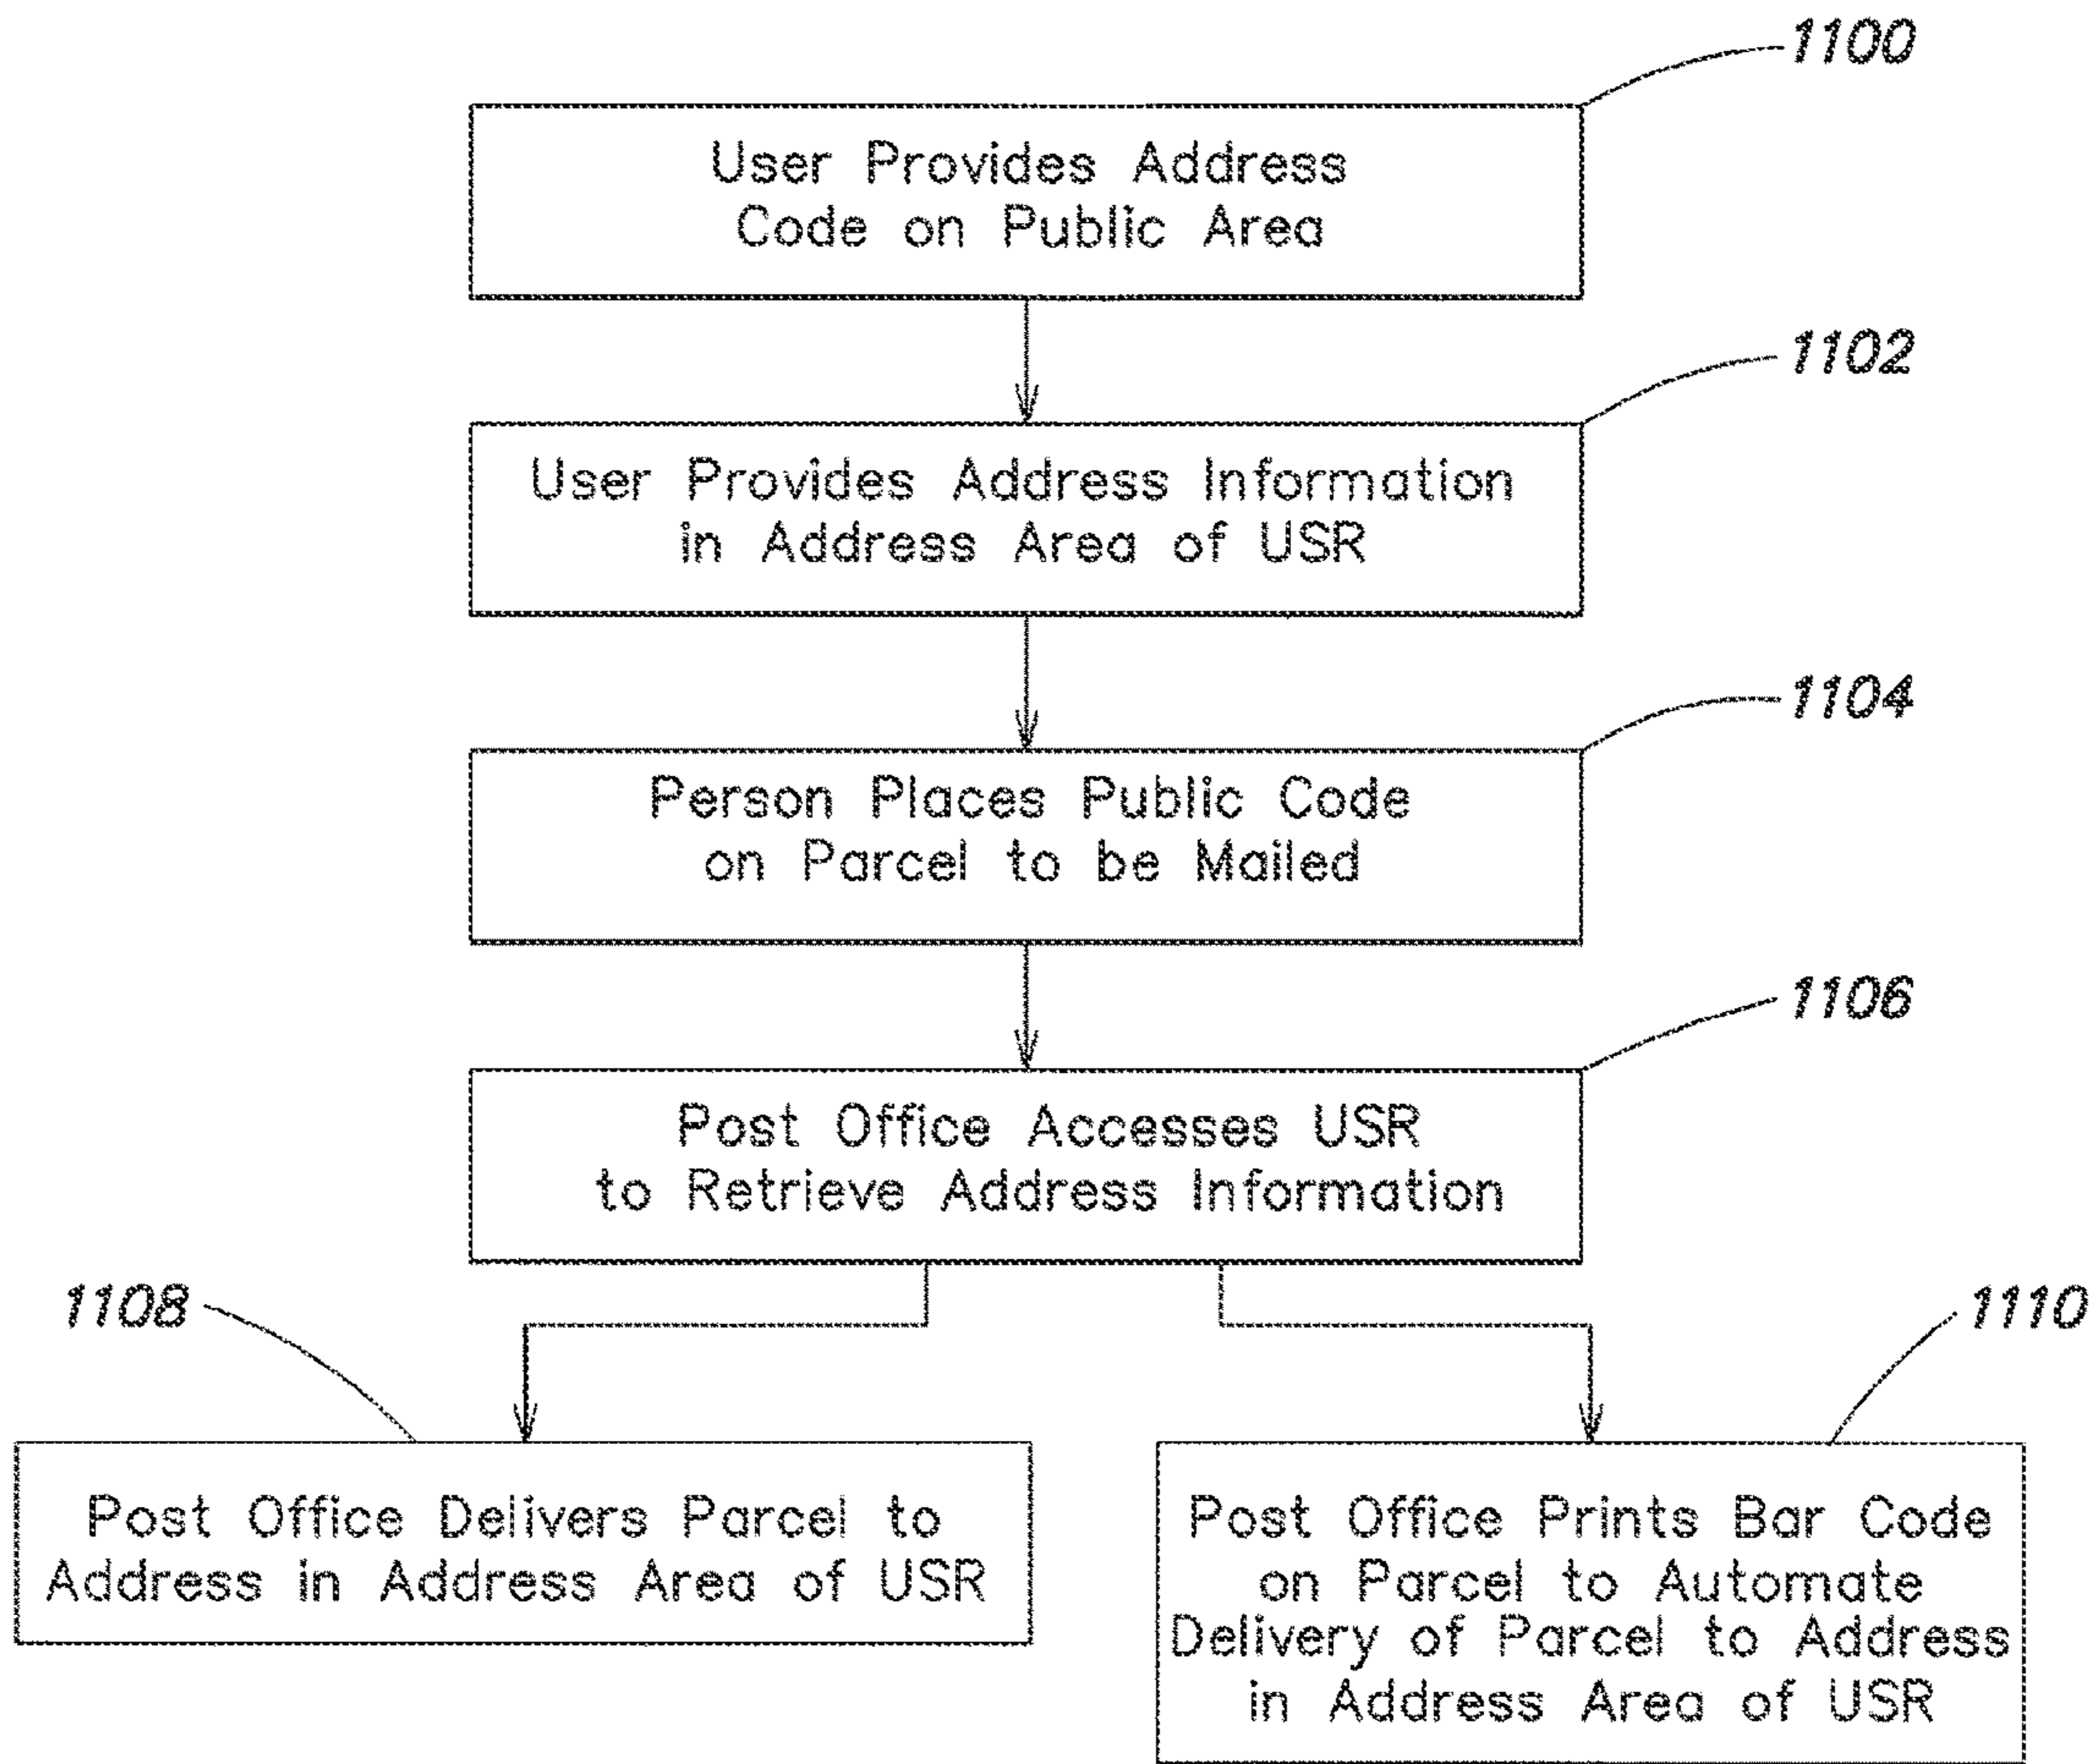 1100
User Provides Address
Code on Public Area
1102
User Provides Address Information
in Address Area of USR
1104
Person Places Public Code
on Parcel to be Mailed
1106
Post Office Accesses USR
to Retrieve Address Information
1108
1110
Post Office Delivers Parcel to
Address in Address Area of USR
Post Office Prints Bar Code
on Parcel to Automate
Delivery of Parcel to Address
in Address Area of USR